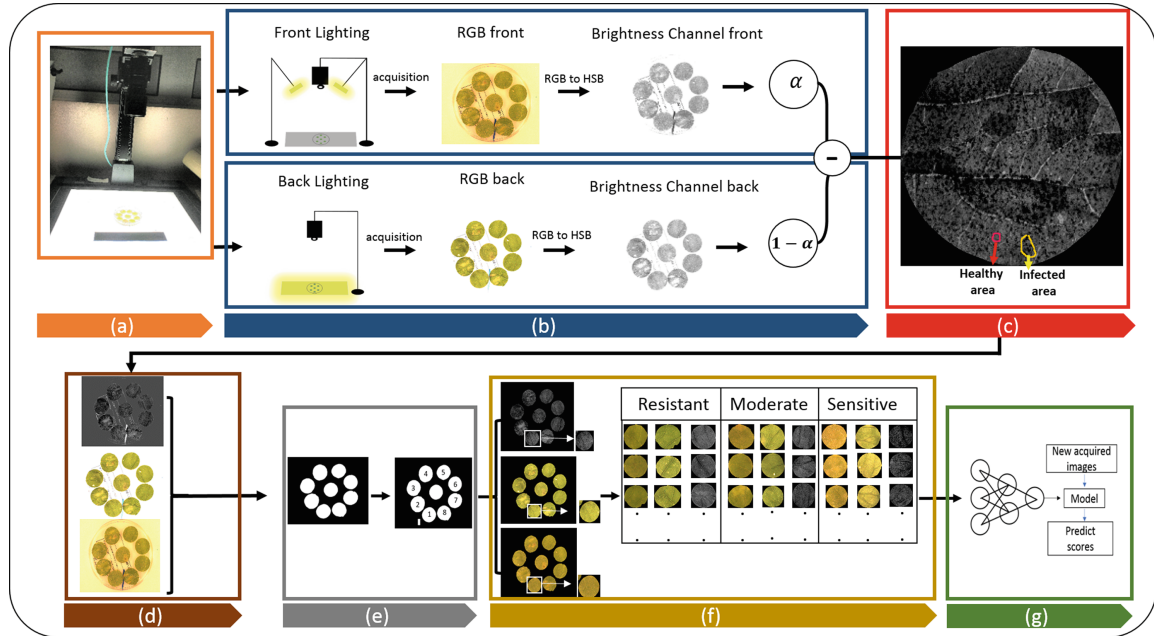 Front Lighting
acquisition
RGB front
RGB to HSB
Brightness Channel front
α
Back Lighting
acquisition
RGB back
RGB to HSB
Brightness Channel back
1 − α
-
Healthy
area
Infected
area
(a)
(b)
(c)
4
5
3
6
2
7
1
8
Resistant
Moderate
Sensitive
New acquired
images
Model
Predict
scores
(d)
(e)
(f)
(g)